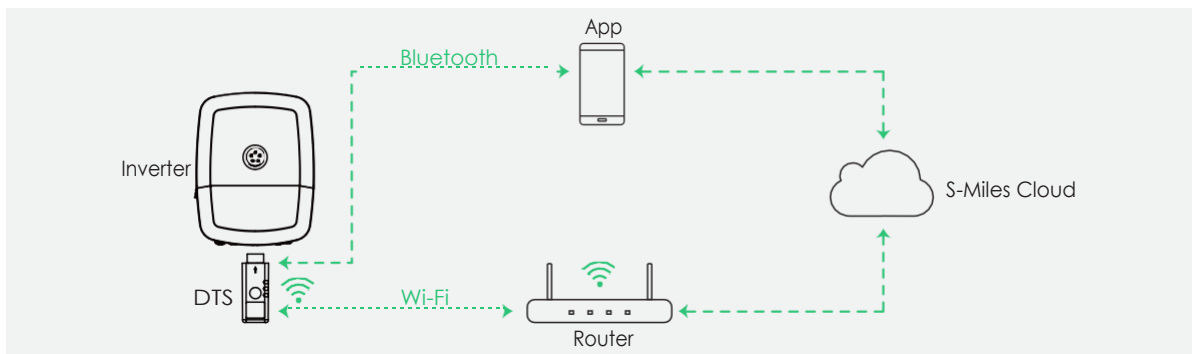 App
Bluetooth
Inverter
S-Miles Cloud
DTS
Wi-Fi
Router